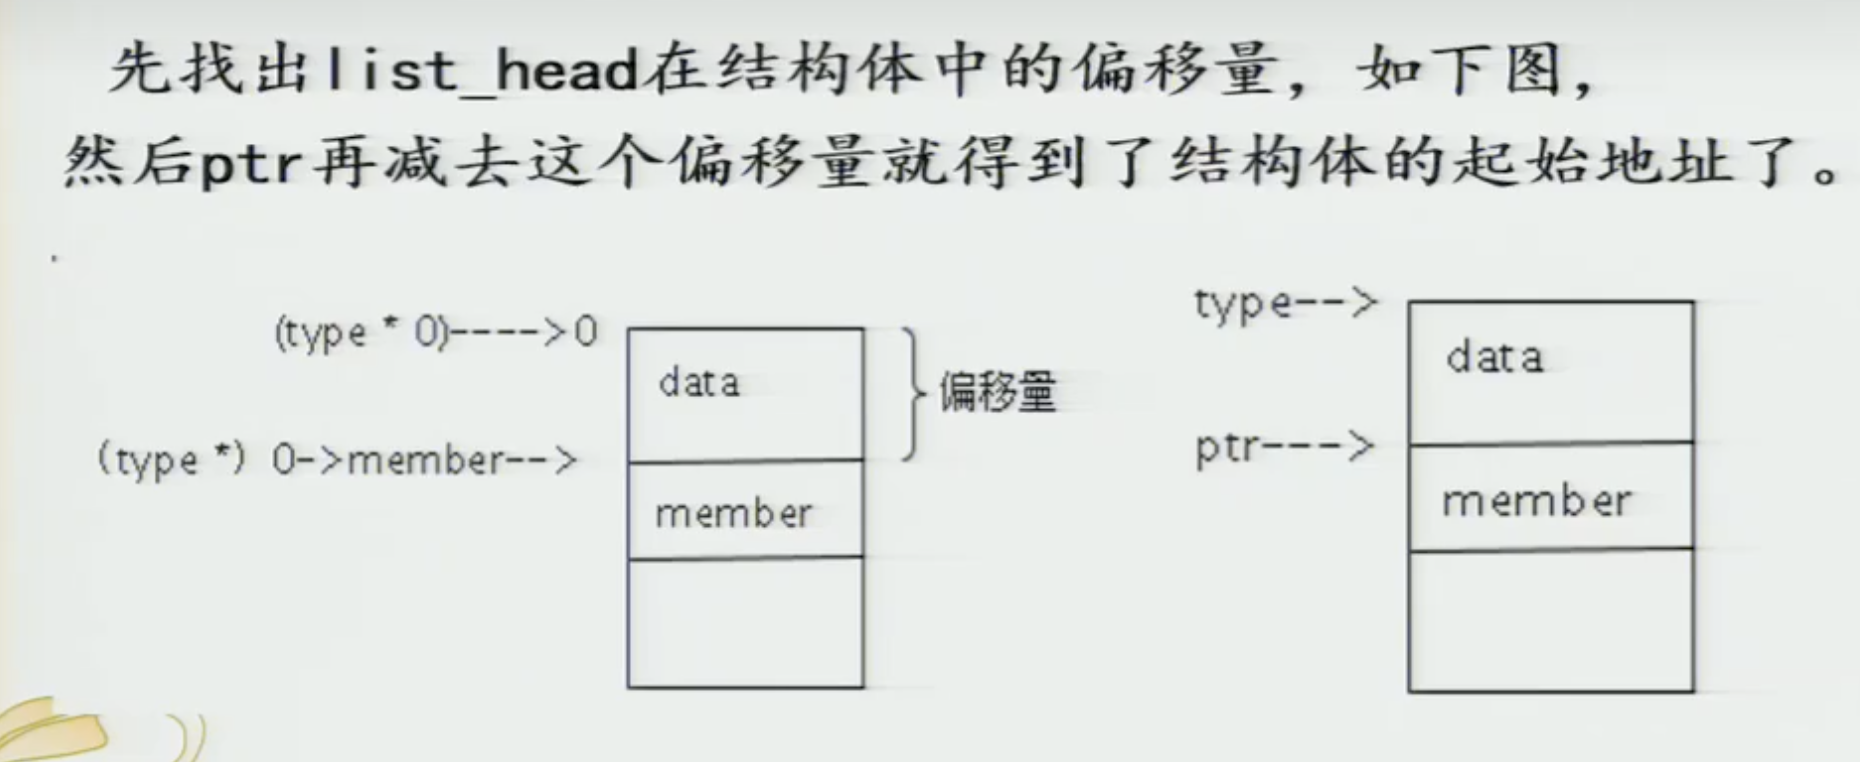 先找出list_head在结构体中的偏移量，如下图，
然后ptr再减去这个偏移量就得到了结构体的起始地址了。
(type * 0)---->0
data
偏移量
(type *) 0->member-->
member
type-->
data
ptr--->
member